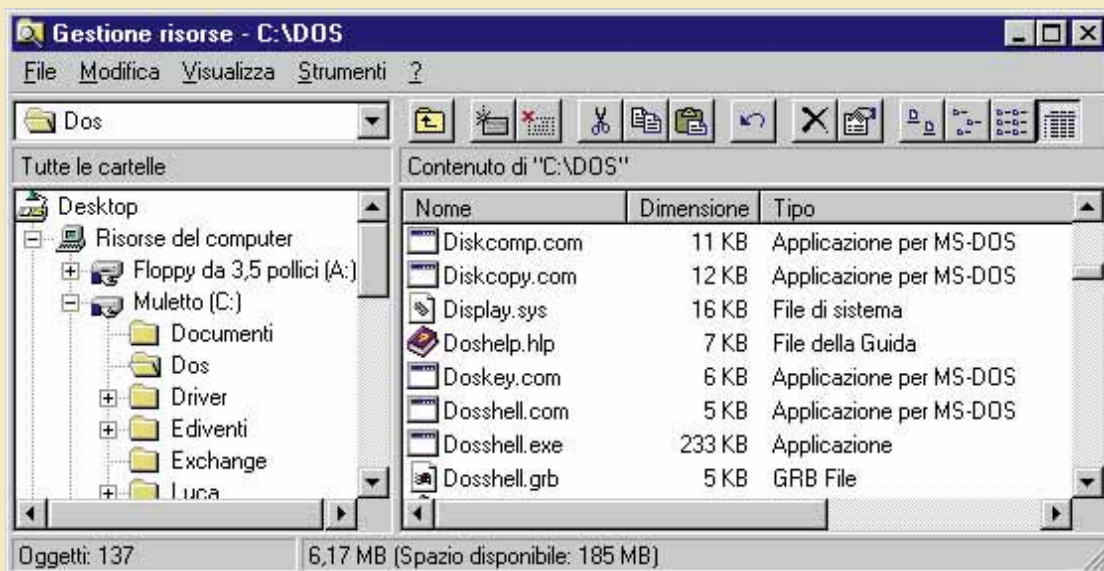 Gestione risorse - C:\DOS
File Modifica Visualizza Strumenti ?
Dos
Tutte le cartelle
Contenuto di "C:\DOS"
Desktop
Risorse del computer
Floppy da 3,5 pollici (A:)
Muletto (C:)
Documenti
Dos
Driver
Ediventi
Exchange
Luca
Nome Dimensione Tipo
Diskcomp.com 11 KB Applicazione per MS-DOS
Diskcopy.com 12 KB Applicazione per MS-DOS
Display.sys 16 KB File di sistema
Doshelp.hlp 7 KB File della Guida
Doskey.com 6 KB Applicazione per MS-DOS
Dosshell.com 5 KB Applicazione per MS-DOS
Dosshell.exe 233 KB Applicazione
Dosshell.grb 5 KB GRB File
Oggetti: 137
6,17 MB (Spazio disponibile: 185 MB)